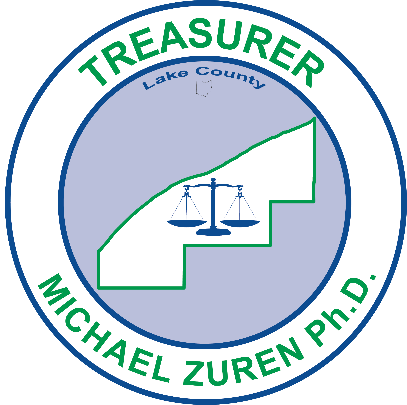 TREASURER
Lake County
MICHAEL ZUREN Ph.D.